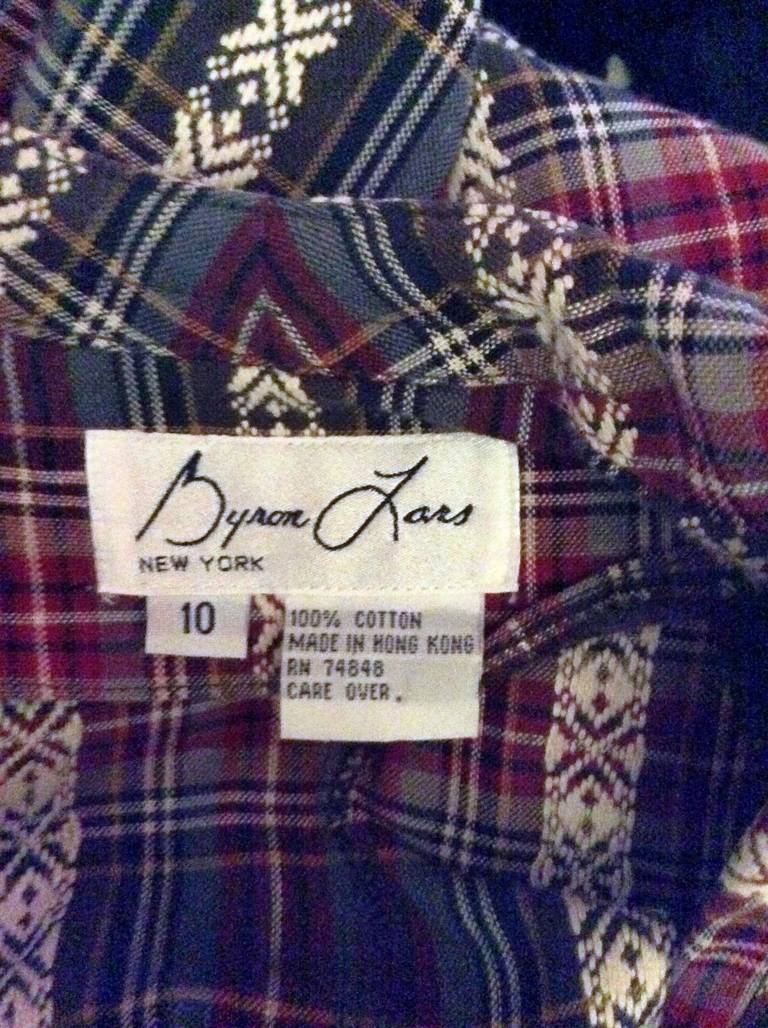 Byron Lars
NEW YORK
10
100% COTTON
MADE IN HONG KONG
RN 74848
CARE OVER.